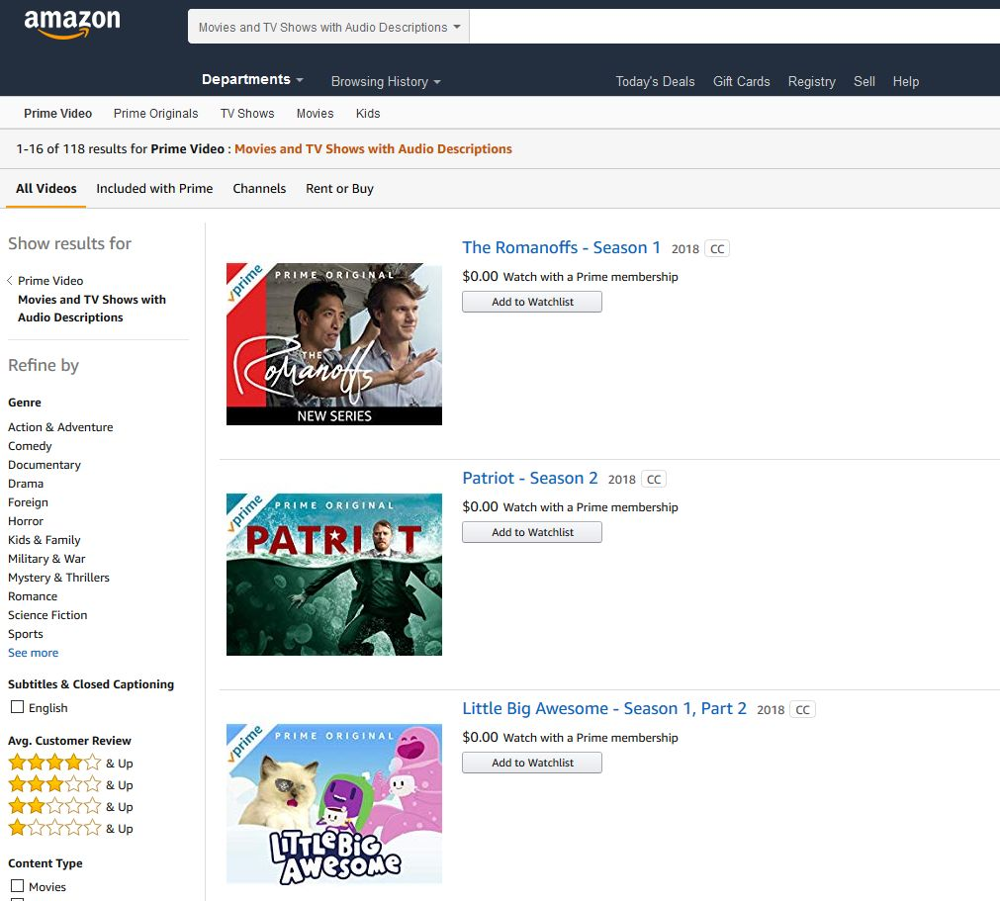 amazon
Movies and TV Shows with Audio Descriptions
Departments
Browsing History
Today's Deals Gift Cards Registry Sell Help
Prime Video Prime Originals TV Shows Movies Kids
1-16 of 118 results for Prime Video : Movies and TV Shows with Audio Descriptions
All Videos Included with Prime Channels Rent or Buy
Show results for
Prime Video
Movies and TV Shows with
Audio Descriptions
Refine by
Genre
Action & Adventure
Comedy
Documentary
Drama
Foreign
Horror
Kids & Family
Military & War
Mystery & Thrillers
Romance
Science Fiction
Sports
See more
Subtitles & Closed Captioning
English
Avg. Customer Review
& Up
& Up
& Up
& Up
Content Type
Movies
prime
PRIME ORIGINAL
THE
Romanoffs
NEW SERIES
The Romanoffs - Season 1 2018 CC
$0.00 Watch with a Prime membership
Add to Watchlist
prime
PRIME ORIGINAL
PATRIOT
Patriot - Season 2 2018 CC
$0.00 Watch with a Prime membership
Add to Watchlist
prime
PRIME ORIGINAL
LITTLE BIG
AWESOME
Little Big Awesome - Season 1, Part 2 2018 CC
$0.00 Watch with a Prime membership
Add to Watchlist